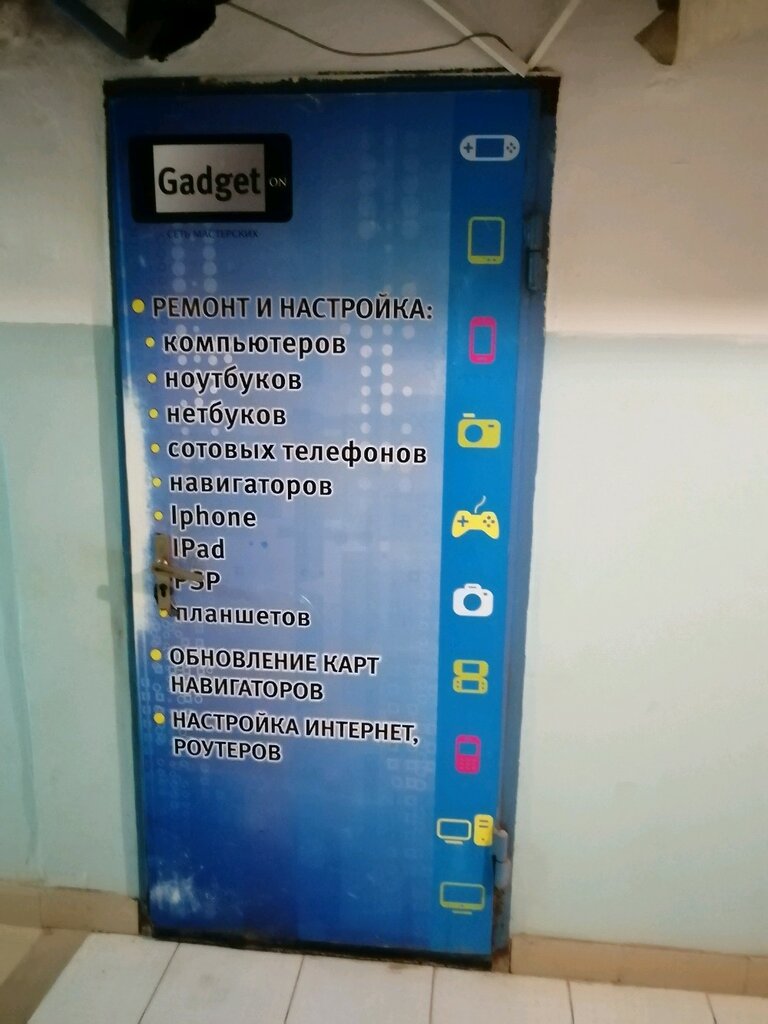 Gadget ON
СЕТЬ МАСТЕРСКИХ
• РЕМОНТ И НАСТРОЙКА:
• компьютеров
• ноутбуков
• нетбуков
• сотовых телефонов
• навигаторов
• Iphone
IPad
PSP
• планшетов
• ОБНОВЛЕНИЕ КАРТ
НАВИГАТОРОВ
• НАСТРОЙКА ИНТЕРНЕТ,
РОУТЕРОВ